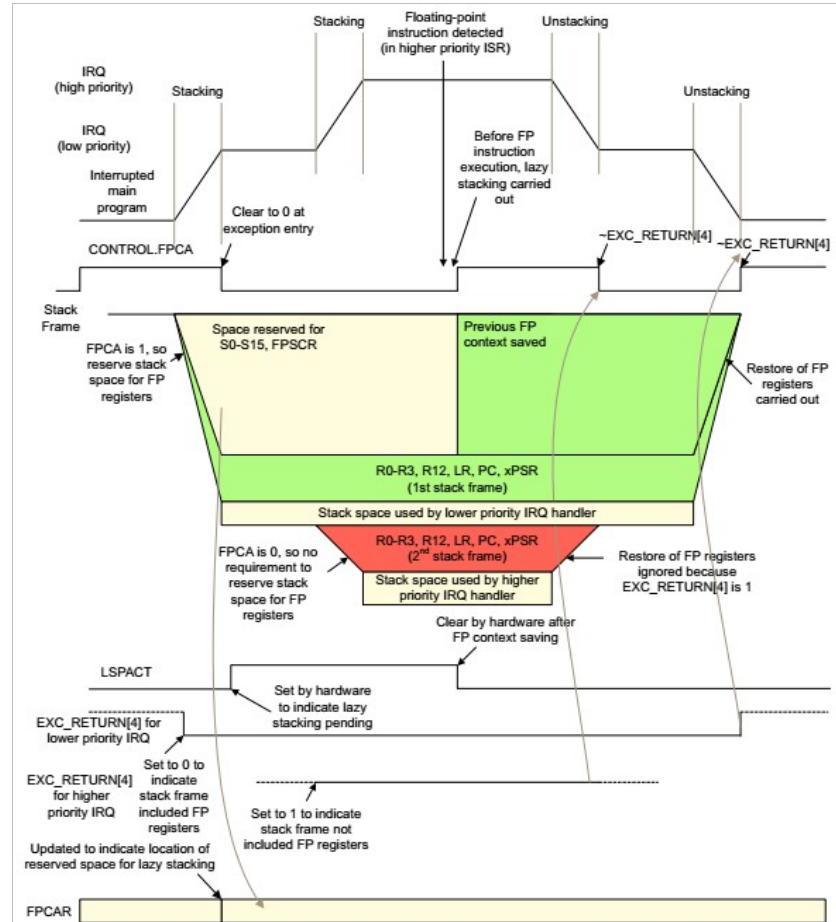 Stacking
Floating-point
instruction detected
(in higher priority ISR)
Unstacking
IRQ
(high priority)
Stacking
Unstacking
IRQ
(low priority)
Before FP
instruction
execution, lazy
stacking carried
out
Interrupted
main
program
Clear to 0 at
exception entry
~EXC_RETURN[4]
~EXC_RETURN[4]
CONTROL.FPCA
Stack
Frame
Space reserved for
S0-S15, FPSCR
Previous FP
context saved
FPCA is 1, so
reserve stack
space for FP
registers
Restore of FP
registers
carried out
R0-R3, R12, LR, PC, xPSR
(1st stack frame)
Stack space used by lower priority IRQ handler
R0-R3, R12, LR, PC, xPSR
(2nd stack frame)
FPCA is 0, so no
requirement to
reserve stack
space for FP
registers
Restore of FP registers
ignored because
EXC_RETURN[4] is 1
Stack space used by higher
priority IRQ handler
Clear by hardware after
FP context saving
LSPACT
Set by hardware
to indicate lazy
stacking pending
EXC_RETURN[4] for
lower priority IRQ
Set to 0 to
indicate
stack frame
included FP
registers
EXC_RETURN[4]
for higher
priority IRQ
Set to 1 to indicate
stack frame not
included FP registers
Updated to indicate location of
reserved space for lazy stacking
FPCAR